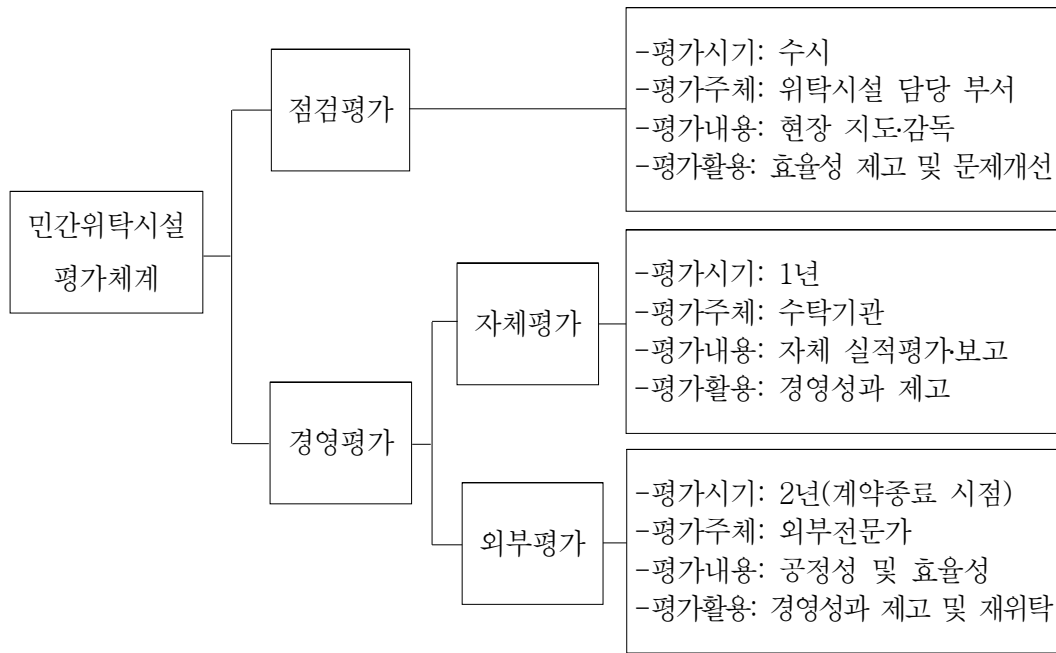 민간위탁시설
평가체계
점검평가
-평가시기: 수시
-평가주체: 위탁시설 담당 부서
-평가내용: 현장 지도·감독
-평가활용: 효율성 제고 및 문제개선
경영평가
자체평가
-평가시기: 1년
-평가주체: 수탁기관
-평가내용: 자체 실적평가·보고
-평가활용: 경영성과 제고
외부평가
-평가시기: 2년(계약종료 시점)
-평가주체: 외부전문가
-평가내용: 공정성 및 효율성
-평가활용: 경영성과 제고 및 재위탁